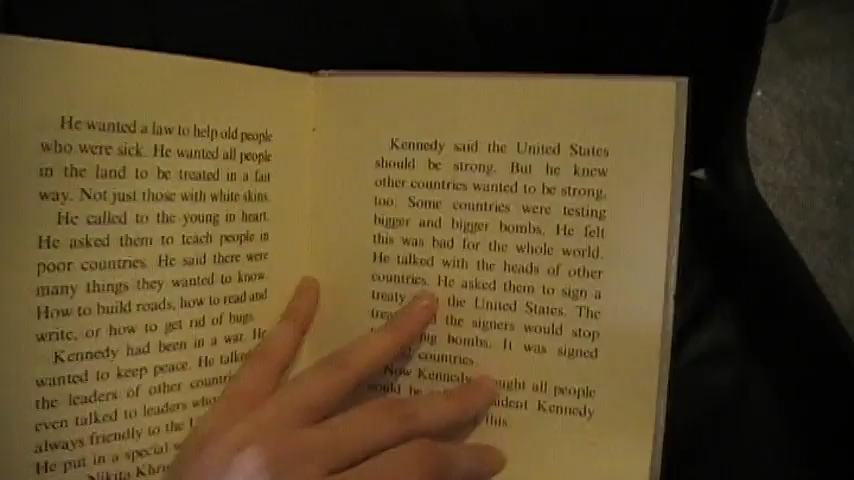 He wanted a law to help old people
who were sick. He wanted all people
in the land to be treated in a fair
way. Not just those with white skins.
He called to the young in heart.
He asked them to teach people in
poor countries. He said there were
many things they wanted to know.
How to build roads, how to read and
write, or how to get rid of bugs.
Kennedy had been in a war. He
wanted to keep peace. He talked
the leaders of other
even talked to leaders
always friendly to the
He put in a special
Nikita
Kennedy said the United States
should be strong. But he knew
other countries wanted to be strong,
too. Some countries were testing
bigger and bigger bombs. He felt
this was bad for the whole world.
He talked with the heads of other
countries. He asked them to sign a
treaty the United States. The
the signers would stop
big bombs. It was signed
countries.
Now Kennedy all people
Kennedy
this